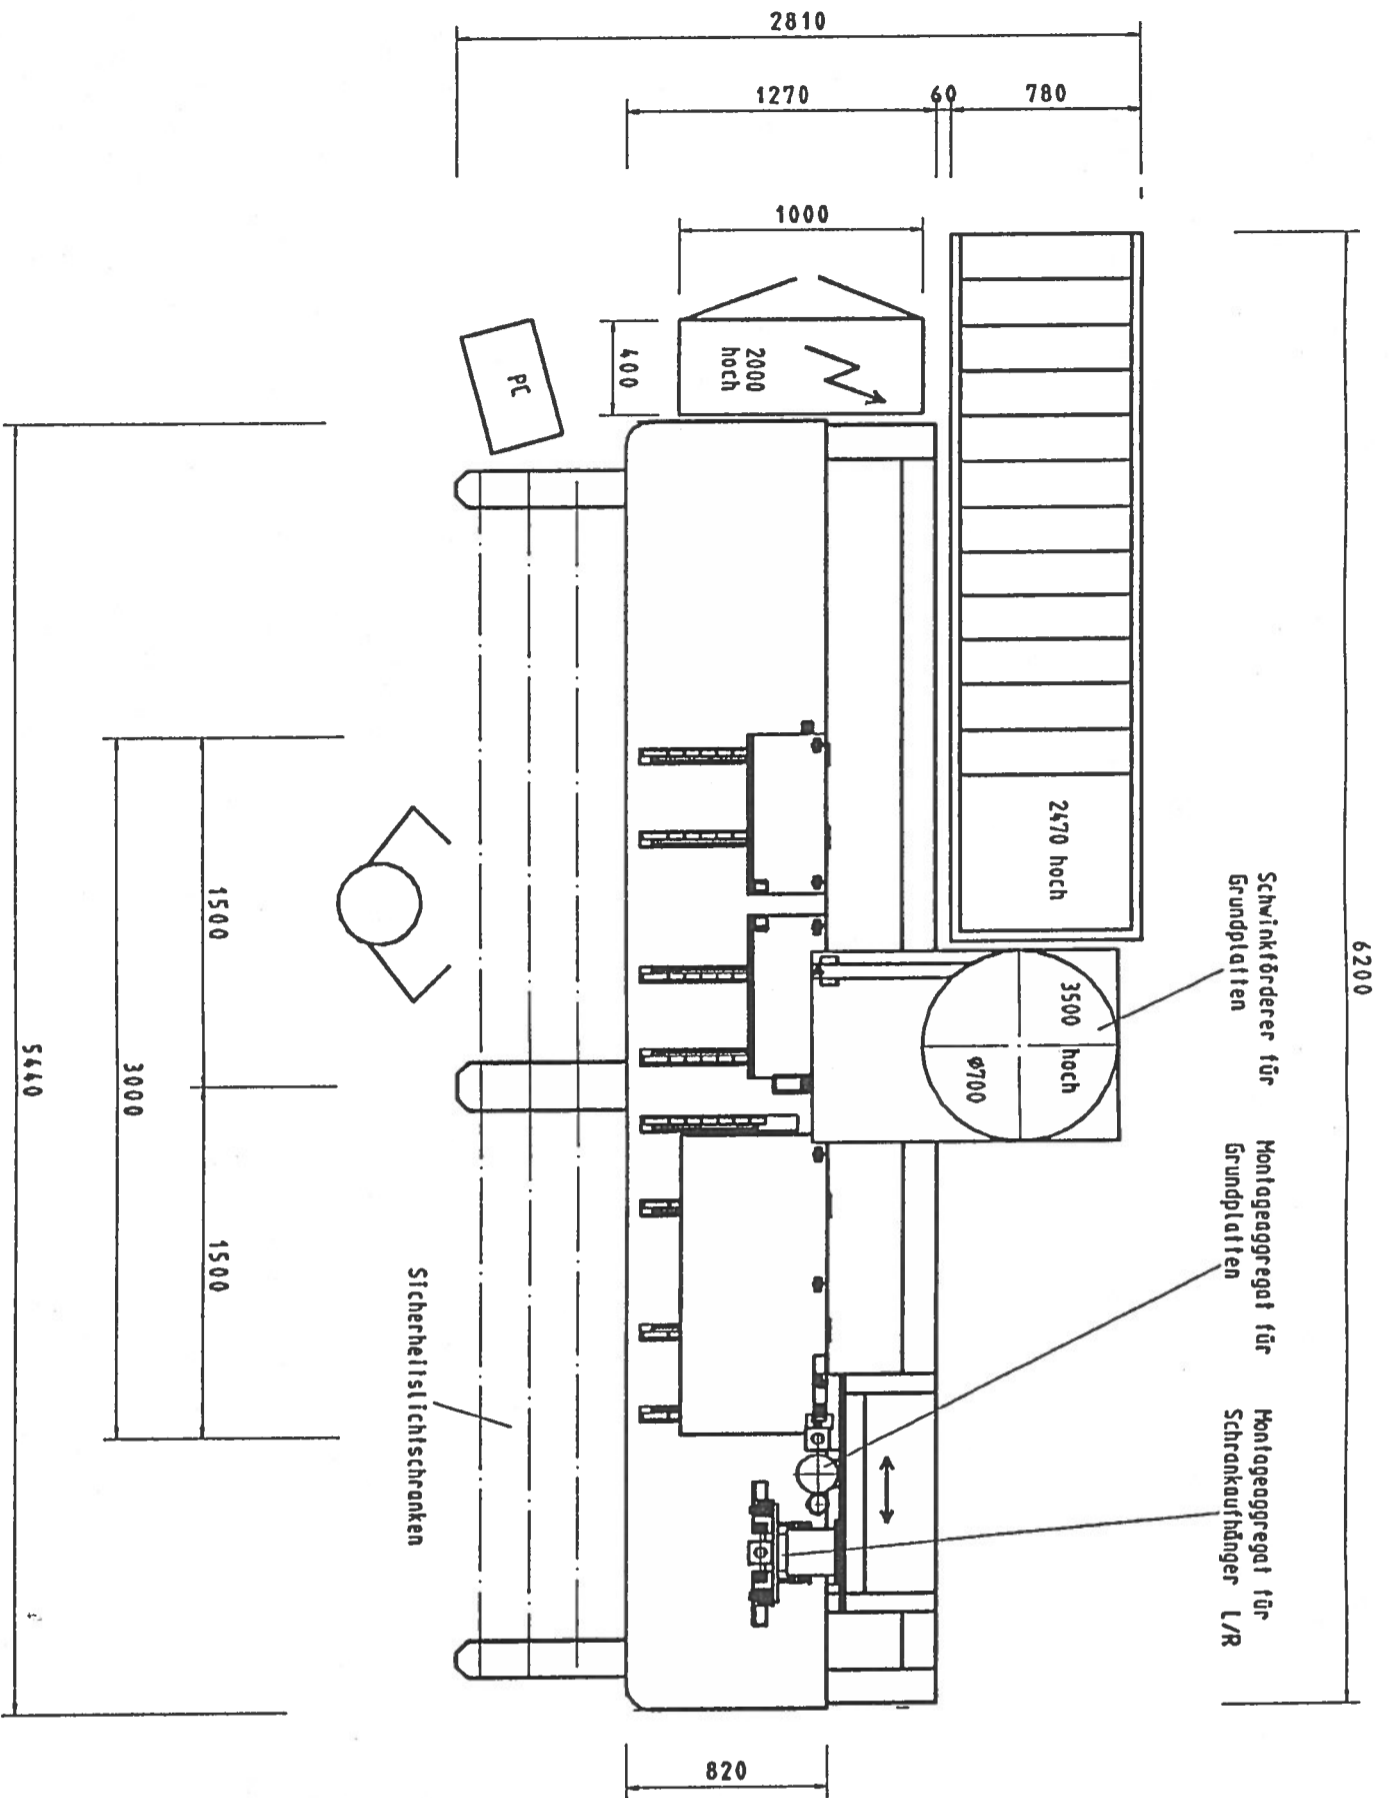 2810
1270
60
780
1000
6200
400
2000
hoch
PC
2470 hoch
Schwinkförderer für
Grundplatten
3500 hoch
ø700
Montageaggregat für
Grundplatten
Montageaggregat für
Schrankaufhänger L/R
Sicherheitslichtschranken
1500
1500
3000
5440
820